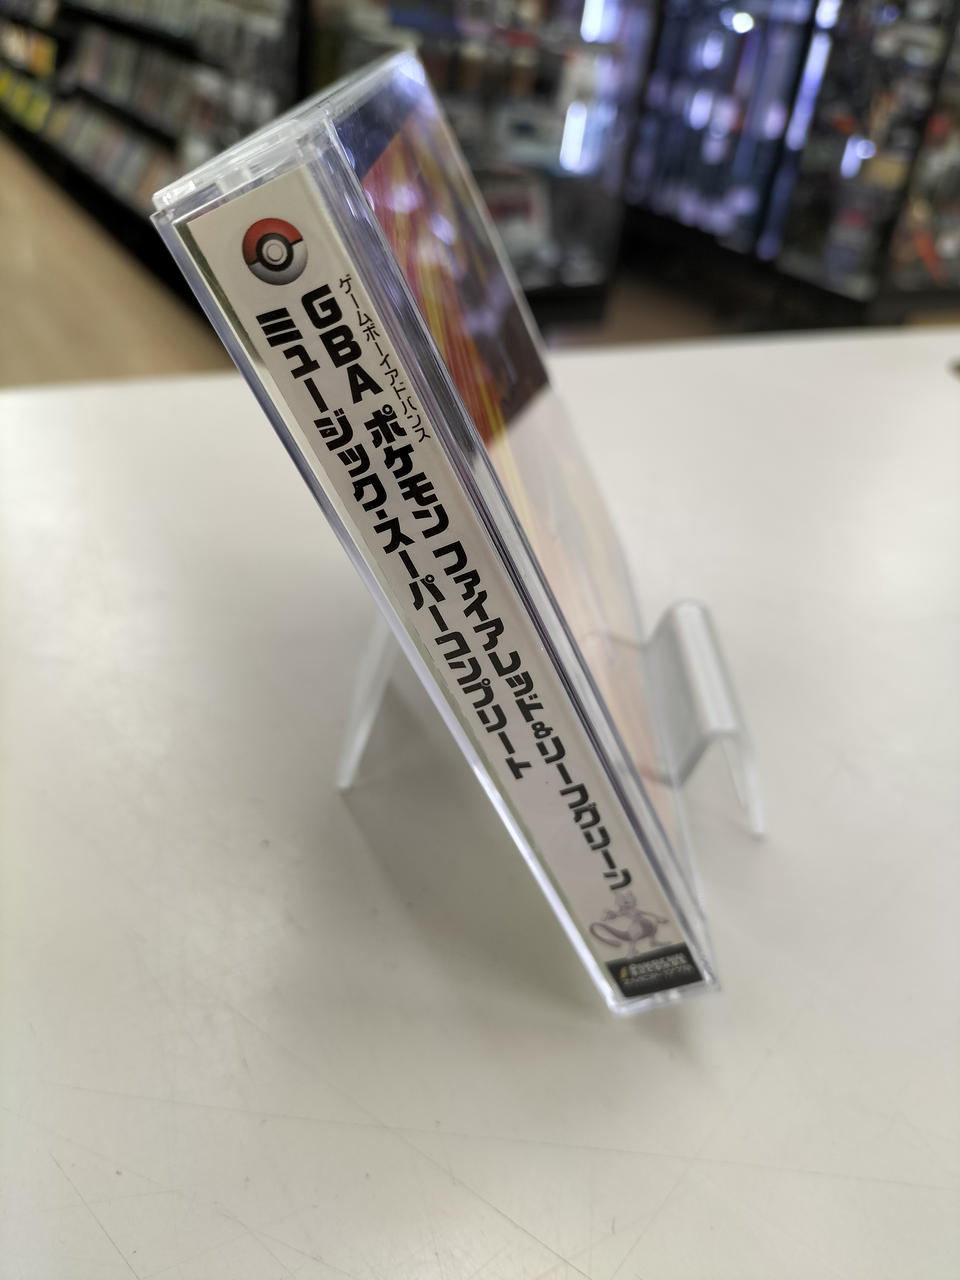 ゲームボーイアドバンス
GBA ポケモン ファイアレッド&リーフグリーン
ミュージック・スーパーコンプリート